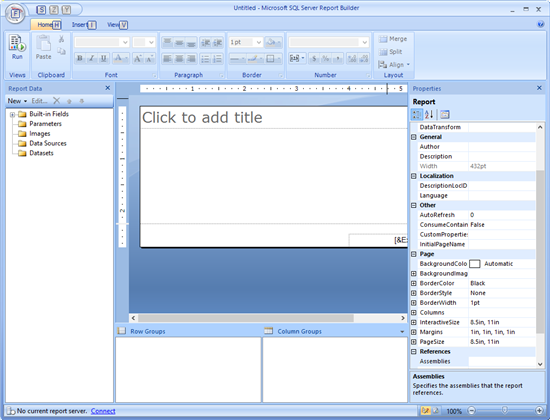 Untitled - Microsoft SQL Server Report Builder
F
S Z Y
Home H Insert I View V
Run
Paste
1pt
Merge
Split
Align
Views Clipboard Font Paragraph Border Number Layout
Report Data
New Edit...
Built-in Fields
Parameters
Images
Data Sources
Datasets
1 2 3 4 5
1
2
Click to add title
[&E
Row Groups Column Groups
Properties
Report
DataTransform
General
Author
Description
Width 432pt
Localization
DescriptionLocID
Language
Other
AutoRefresh 0
ConsumeContain False
CustomPropertie
InitialPageName
Page
BackgroundColo Automatic
BackgroundImag
BorderColor Black
BorderStyle None
BorderWidth 1pt
Columns
InteractiveSize 8.5in, 11in
Margins 1in, 1in, 1in, 1in
PageSize 8.5in, 11in
References
Assemblies
Assemblies
Specifies the assemblies that the report
references.
No current report server. Connect
100%